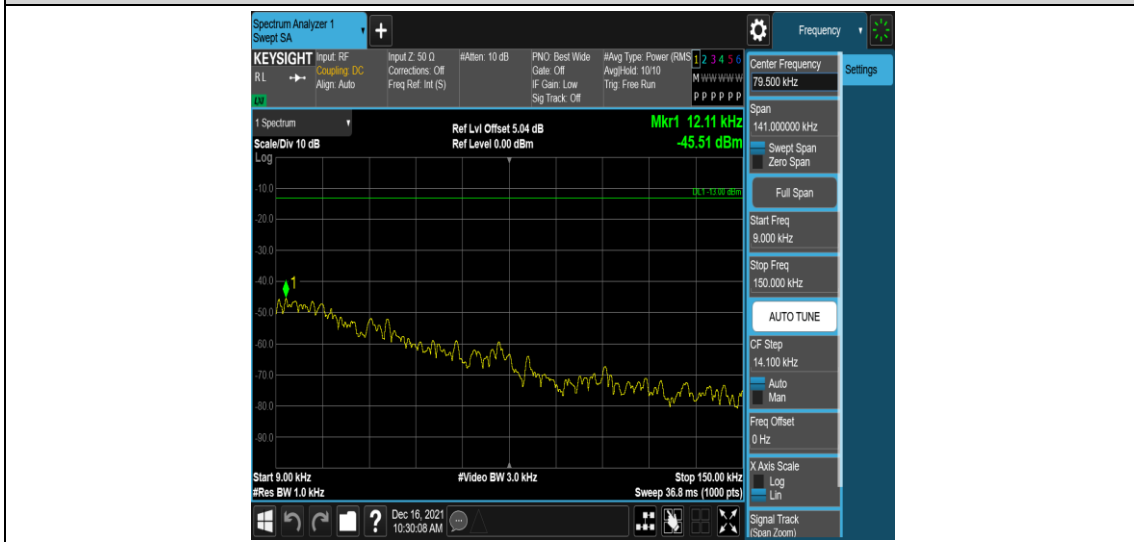 Spectrum Analyzer 1
Swept SA
+
Frequency
KEYSIGHT
RL
LXI
Input: RF
Coupling: DC
Align: Auto
Input Z: 50 Ω
Corrections: Off
Freq Ref: Int (S)
#Atten: 10 dB
PNO: Best Wide
Gate: Off
IF Gain: Low
Sig Track: Off
#Avg Type: Power (RMS
Avg|Hold: 10/10
Trig: Free Run
1 2 3 4 5 6
M W W W W W
P P P P P P
1 Spectrum
Scale/Div 10 dB
Ref Lvl Offset 5.04 dB
Ref Level 0.00 dBm
Mkr1 12.11 kHz
-45.51 dBm
Log
-10.0
DL1 -13.00 dBm
-20.0
-30.0
-40.0
1
-50.0
-60.0
-70.0
-80.0
-90.0
Start 9.00 kHz
#Res BW 1.0 kHz
#Video BW 3.0 kHz
Stop 150.00 kHz
Sweep 36.8 ms (1000 pts)
?
Dec 16, 2021
10:30:08 AM
Center Frequency
79.500 kHz
Settings
Span
141.000000 kHz
Swept Span
Zero Span
Full Span
Start Freq
9.000 kHz
Stop Freq
150.000 kHz
AUTO TUNE
CF Step
14.100 kHz
Auto
Man
Freq Offset
0 Hz
X Axis Scale
Log
Lin
Signal Track
(Span Zoom)